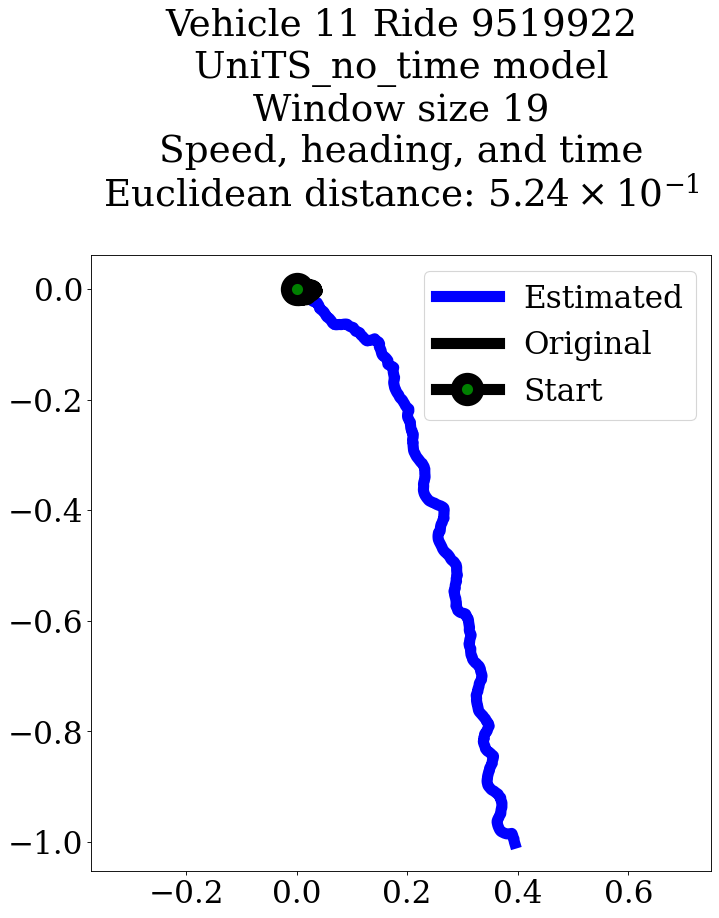 Vehicle 11 Ride 9519922
UniTS_no_time model
Window size 19
Speed, heading, and time
Euclidean distance: 5.24 × 10⁻¹
Estimated
Original
Start
0.0
−0.2
−0.4
−0.6
−0.8
−1.0
−0.2 0.0 0.2 0.4 0.6